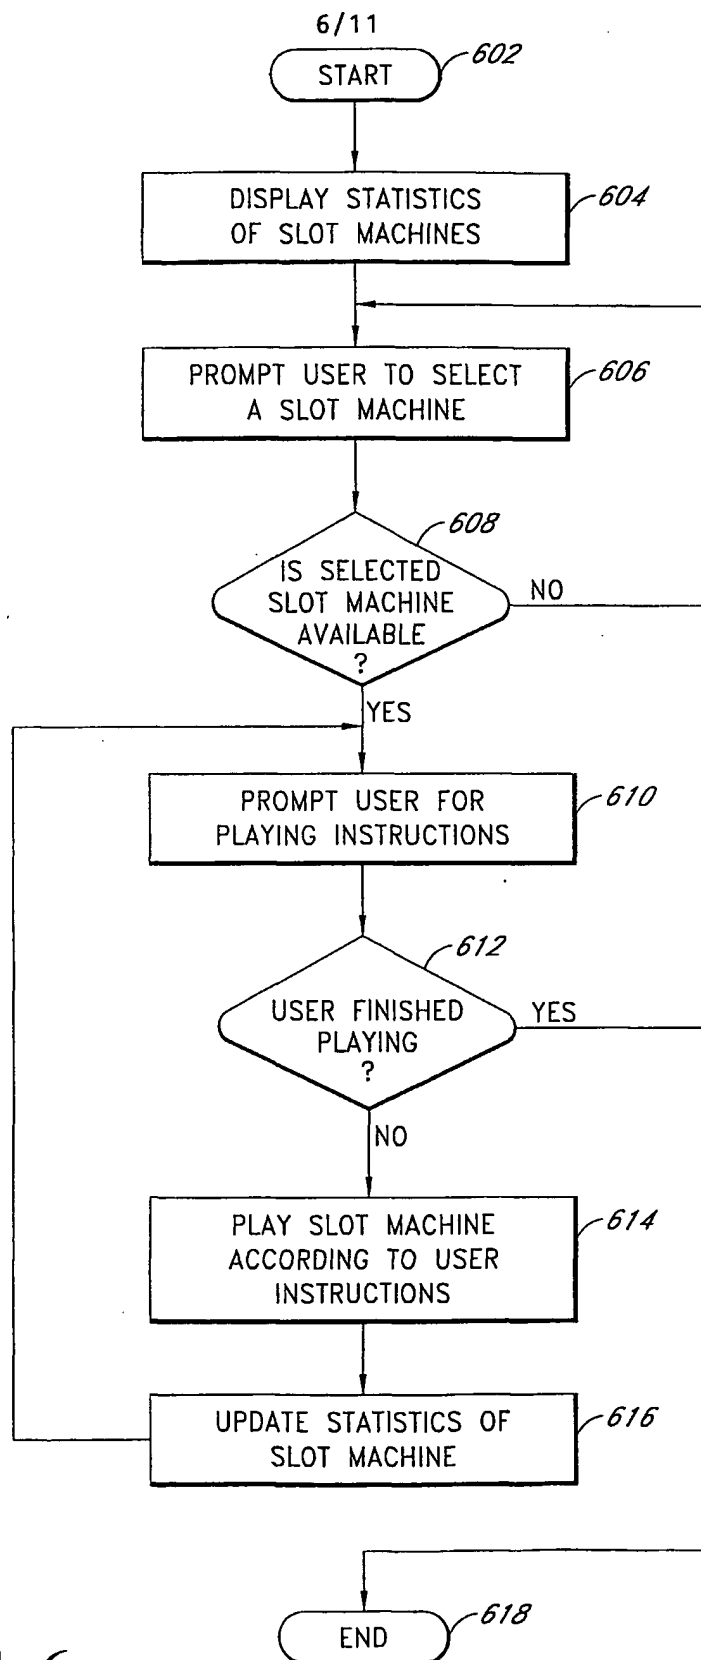 6/11
START
602
DISPLAY STATISTICS
OF SLOT MACHINES
604
PROMPT USER TO SELECT
A SLOT MACHINE
606
608
IS SELECTED
SLOT MACHINE
AVAILABLE
?
NO
YES
PROMPT USER FOR
PLAYING INSTRUCTIONS
610
612
USER FINISHED
PLAYING
?
YES
NO
PLAY SLOT MACHINE
ACCORDING TO USER
INSTRUCTIONS
614
UPDATE STATISTICS OF
SLOT MACHINE
616
END
618